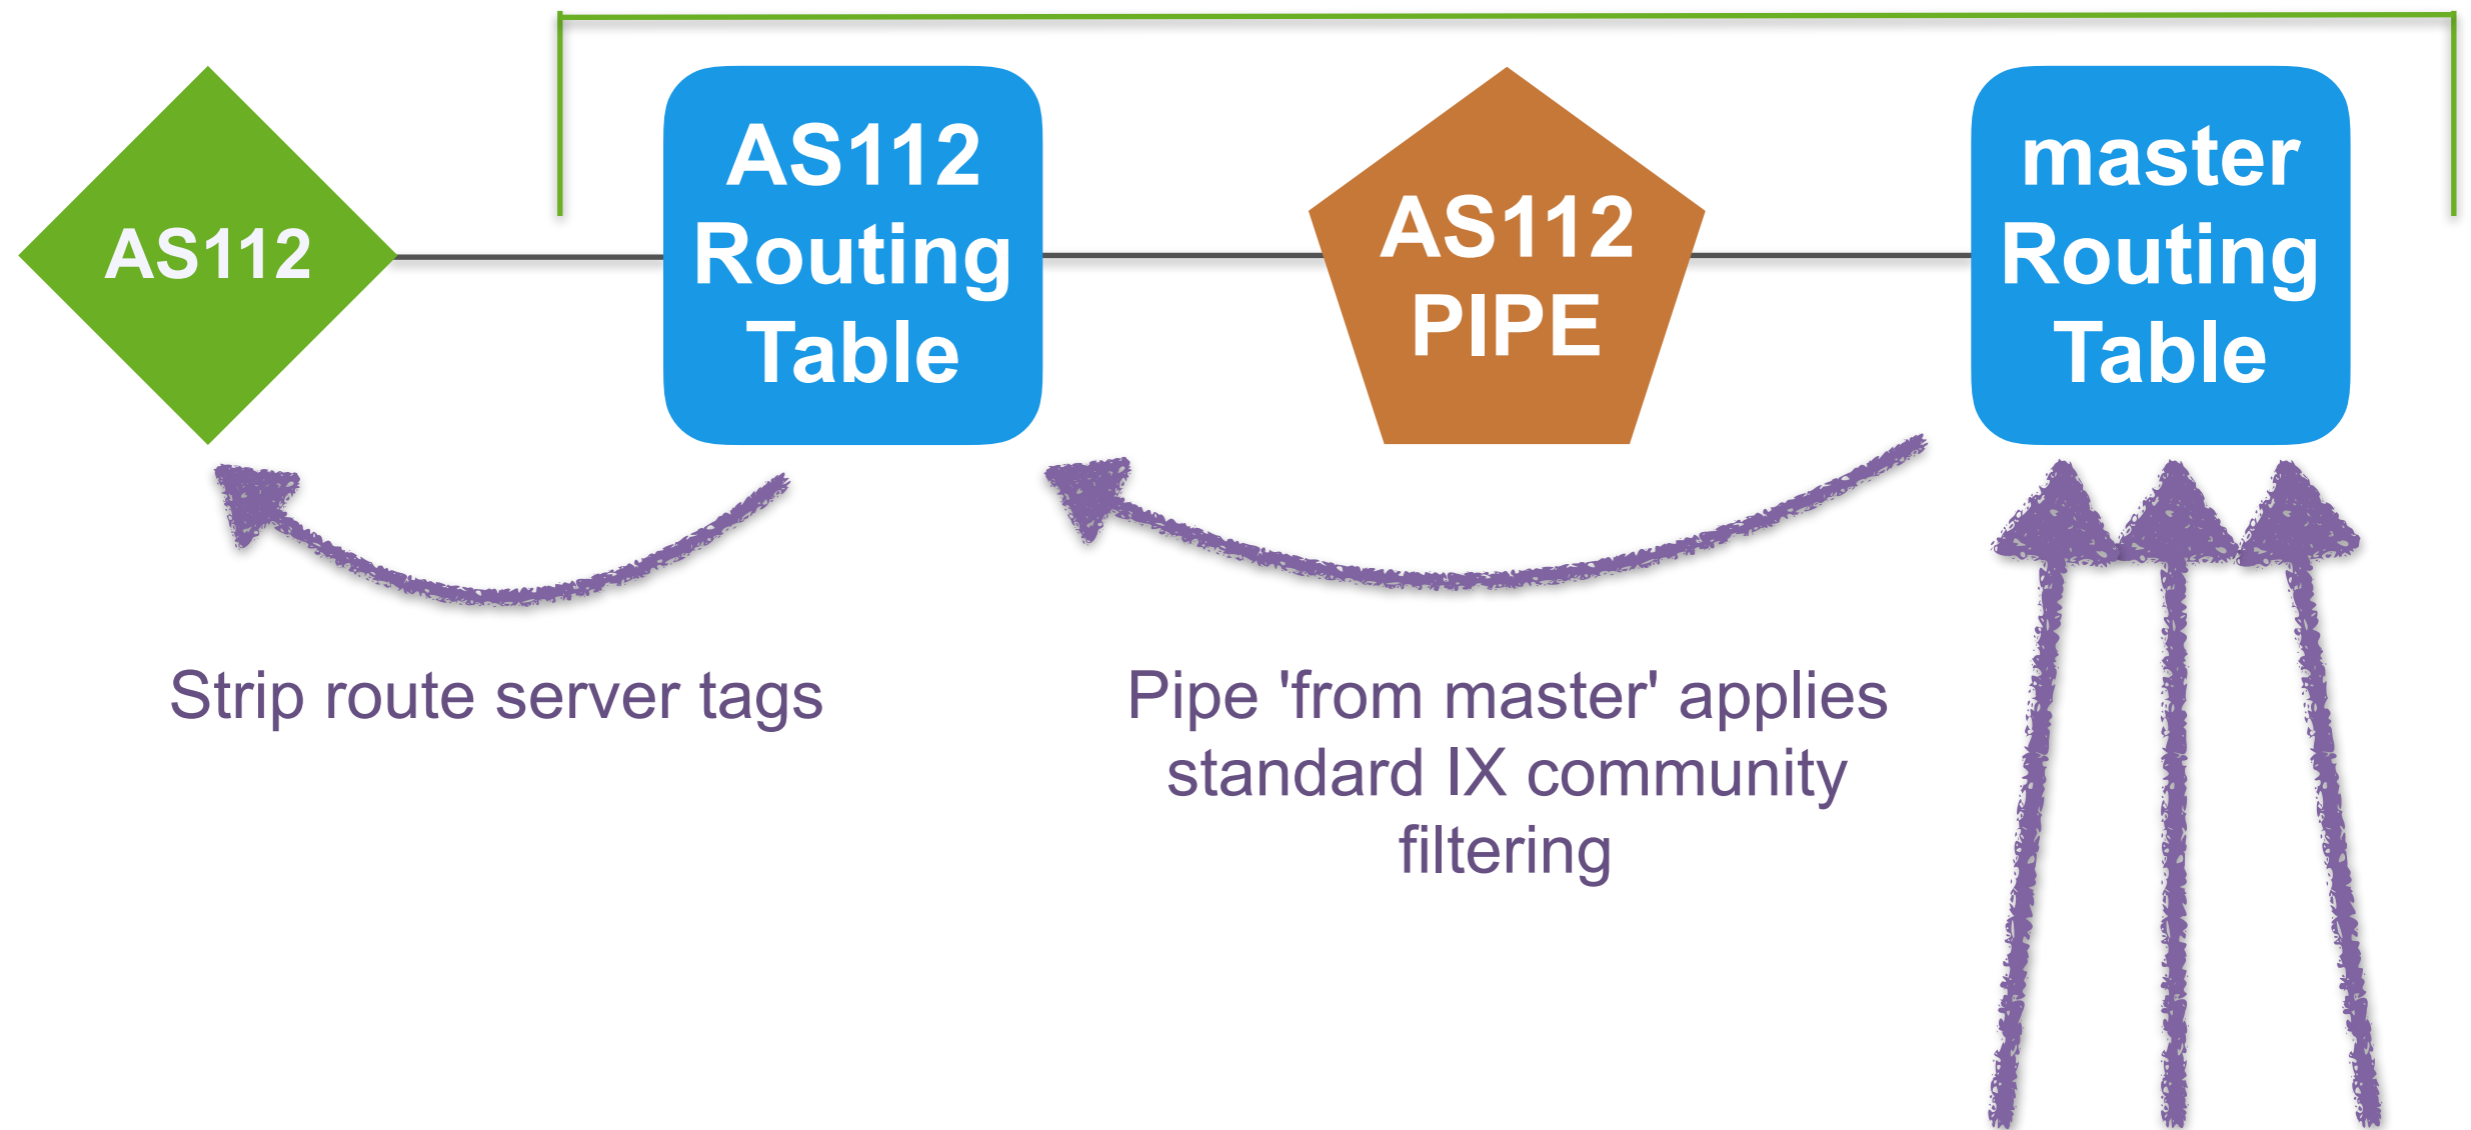 AS112
AS112
Routing
Table
AS112
PIPE
master
Routing
Table
Strip route server tags
Pipe 'from master' applies
standard IX community
filtering